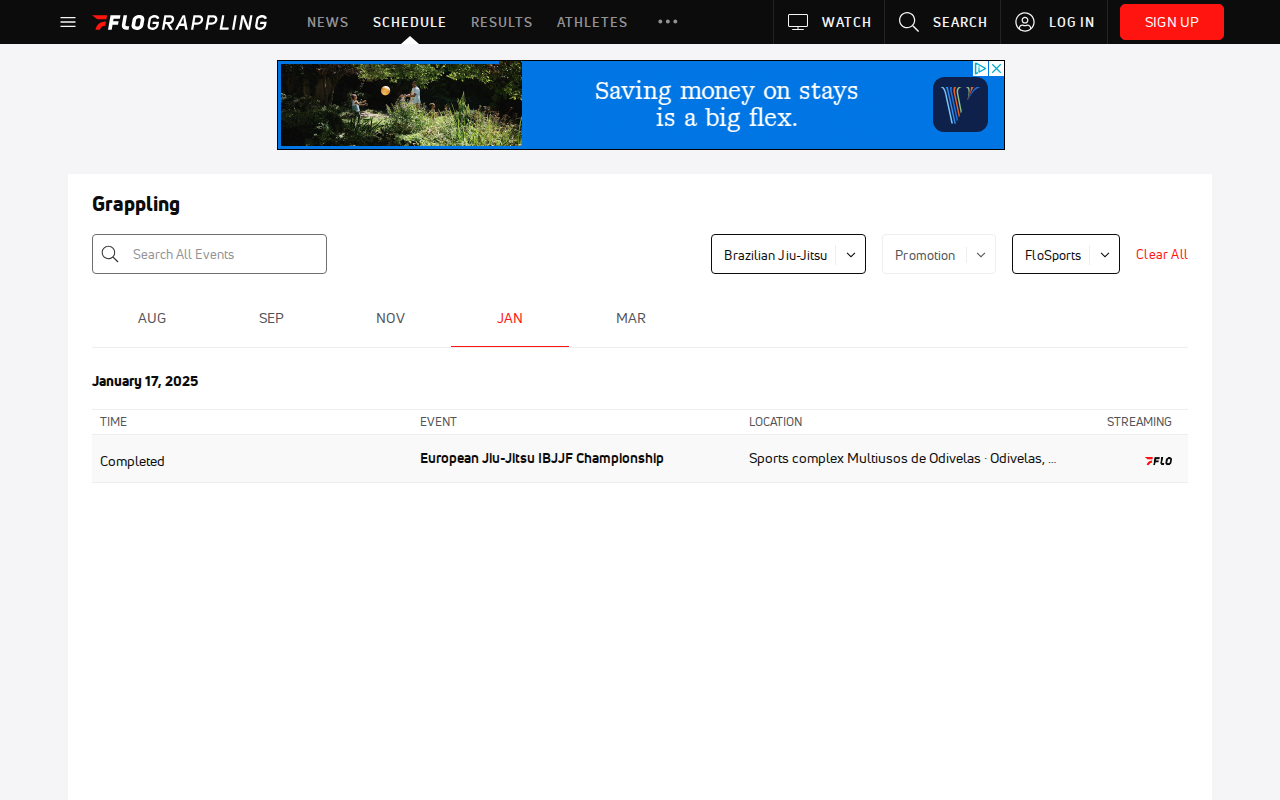 FLOGRAPPLING NEWS SCHEDULE RESULTS ATHLETES WATCH SEARCH LOG IN SIGN UP
Saving money on stays
is a big flex.
Grappling
Search All Events Brazilian Jiu-Jitsu Promotion FloSports Clear All
AUG SEP NOV JAN MAR
January 17, 2025
TIME EVENT LOCATION STREAMING
Completed European Jiu-Jitsu IBJJF Championship Sports complex Multiusos de Odivelas · Odivelas, ... FLO